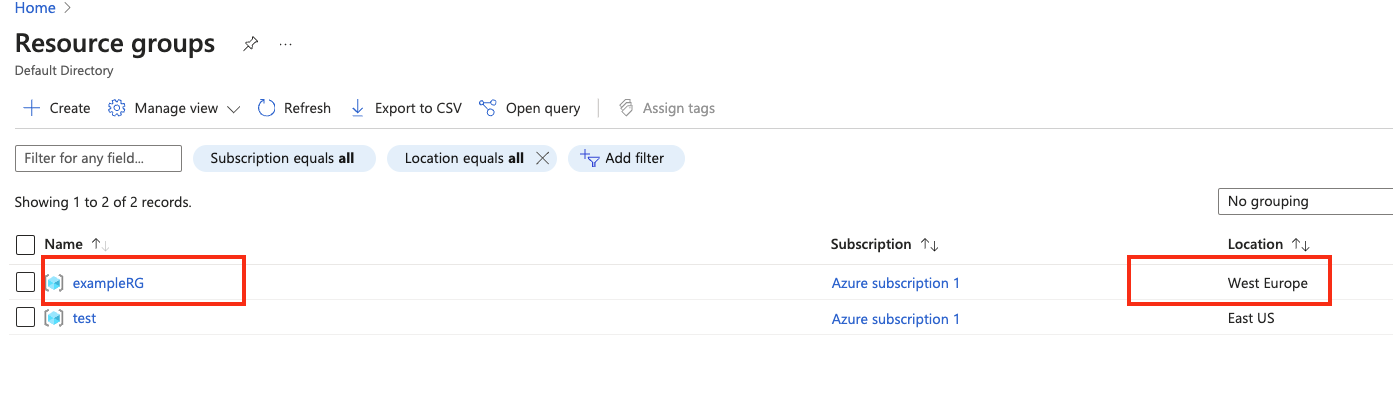 Home
Resource groups
Default Directory
Create Manage view Refresh Export to CSV Open query Assign tags
Filter for any field... Subscription equals all Location equals all Add filter
Showing 1 to 2 of 2 records.
No grouping
Name Subscription Location
exampleRG Azure subscription 1 West Europe
test Azure subscription 1 East US